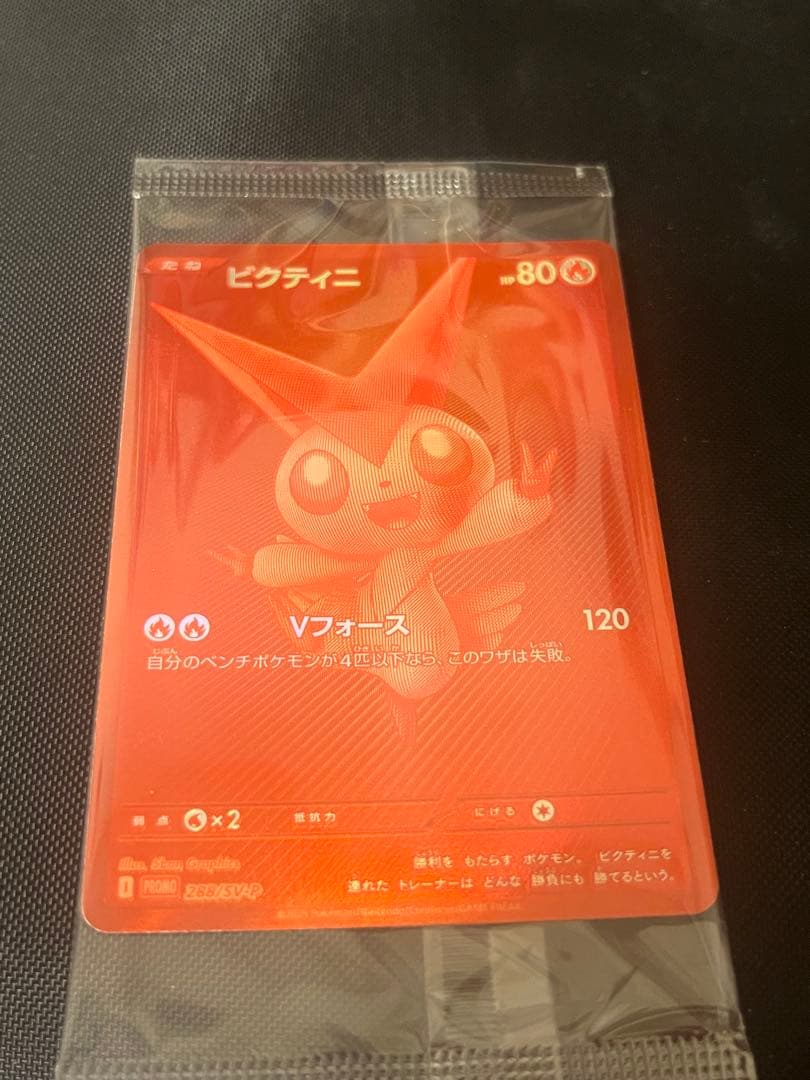 たね ビクティニ HP80
Vフォース 120
自分のベンチポケモンが4匹以下なら、このワザは失敗。
弱点 ×2 抵抗力 にげる
Illus. 5ban Graphics
勝利を もたらす ポケモン。 ビクティニを
連れた トレーナーは どんな 勝負にも 勝てるという。
I PROMO 288/SV-P